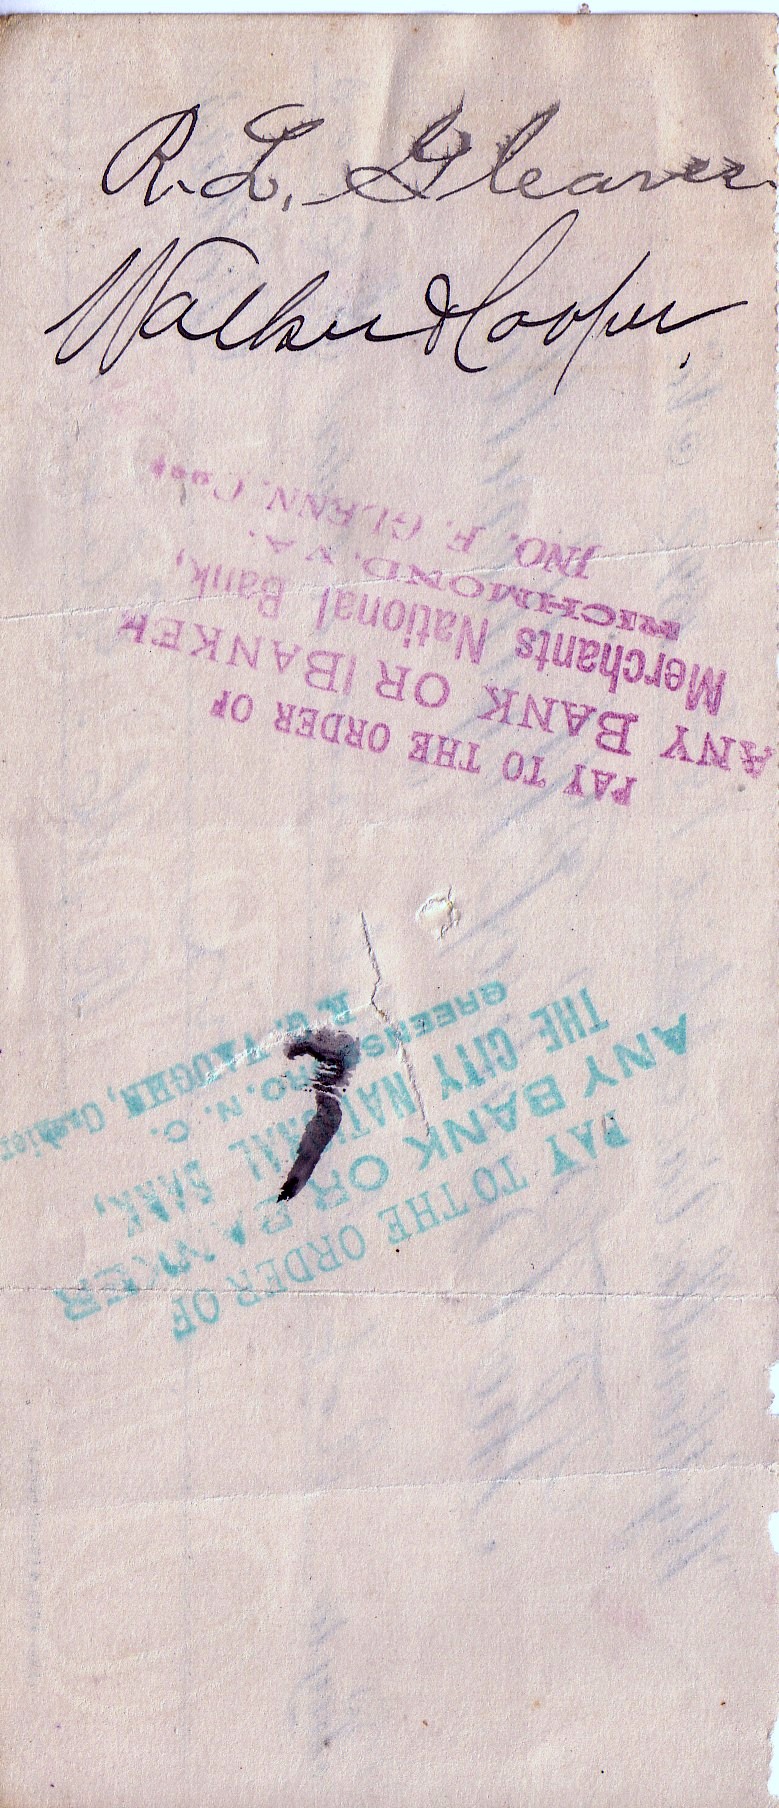 R. L. Gleaves
Walker & Cooper.
PAY TO THE ORDER OF
ANY BANK OR BANKER
Merchants National Bank,
RICHMOND, VA.
JNO. F. GLENN,
PAY TO THE ORDER OF
ANY BANK OR BANKER
THE CITY NATIONAL BANK,
GREENSBORO, N. C.
VAUGHN, Cashier